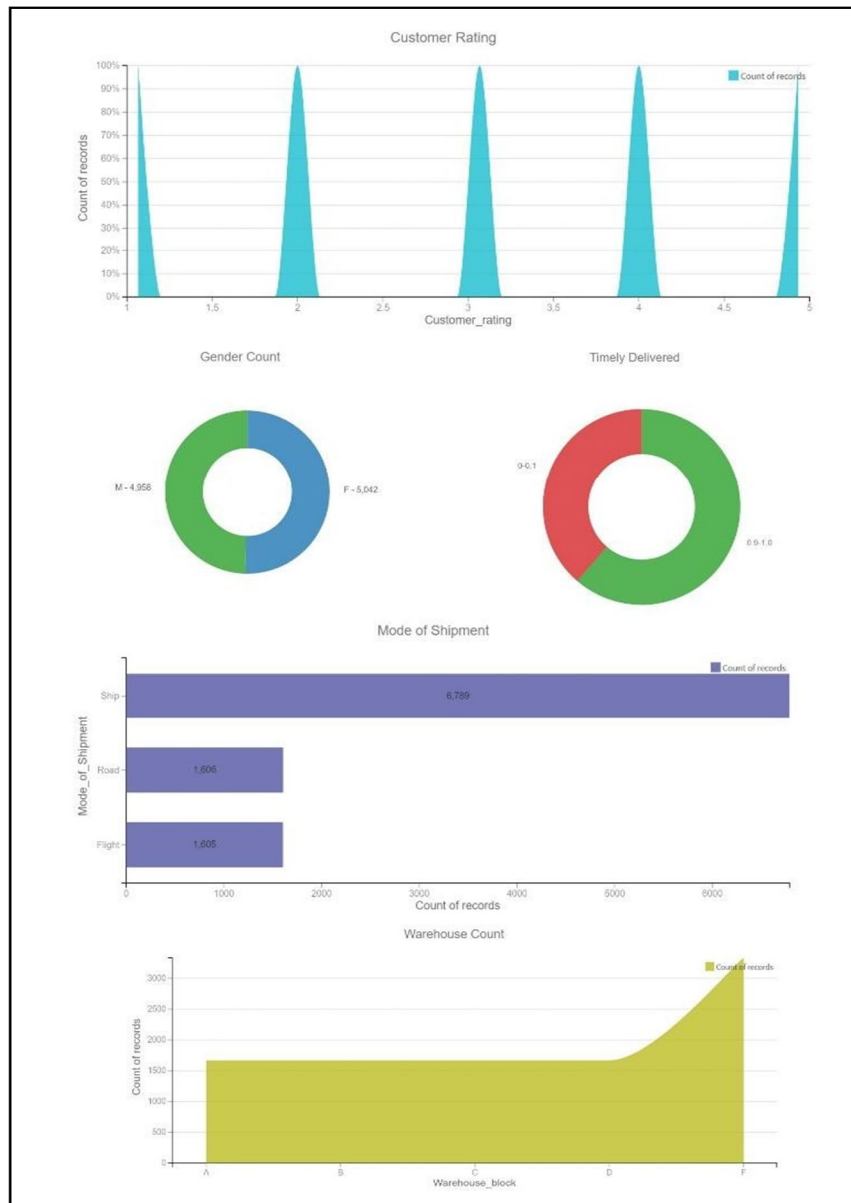 Customer Rating
Count of records
100%
90%
80%
70%
60%
50%
40%
30%
20%
10%
0%
Count of records
1
1.5
2
2.5
3
3.5
4
4.5
5
Customer_rating
Gender Count
Timely Delivered
M - 4,958
F - 5,042
0-0.1
0.9-1.0
Mode of Shipment
Count of records
Mode_of_Shipment
Ship
6,789
Road
1,606
Flight
1,605
0
1000
2000
3000
4000
5000
6000
Count of records
Warehouse Count
Count of records
Count of records
3000
2500
2000
1500
1000
500
0
A
B
C
D
F
Warehouse_block